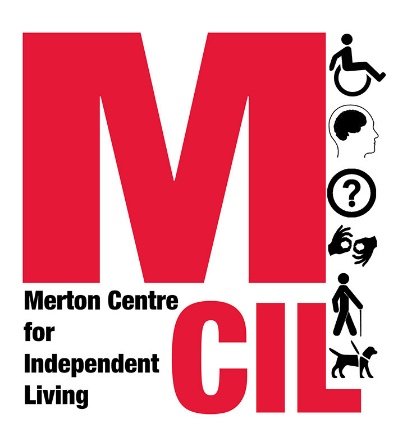 M
?
Merton Centre
for
Independent
Living
CIL